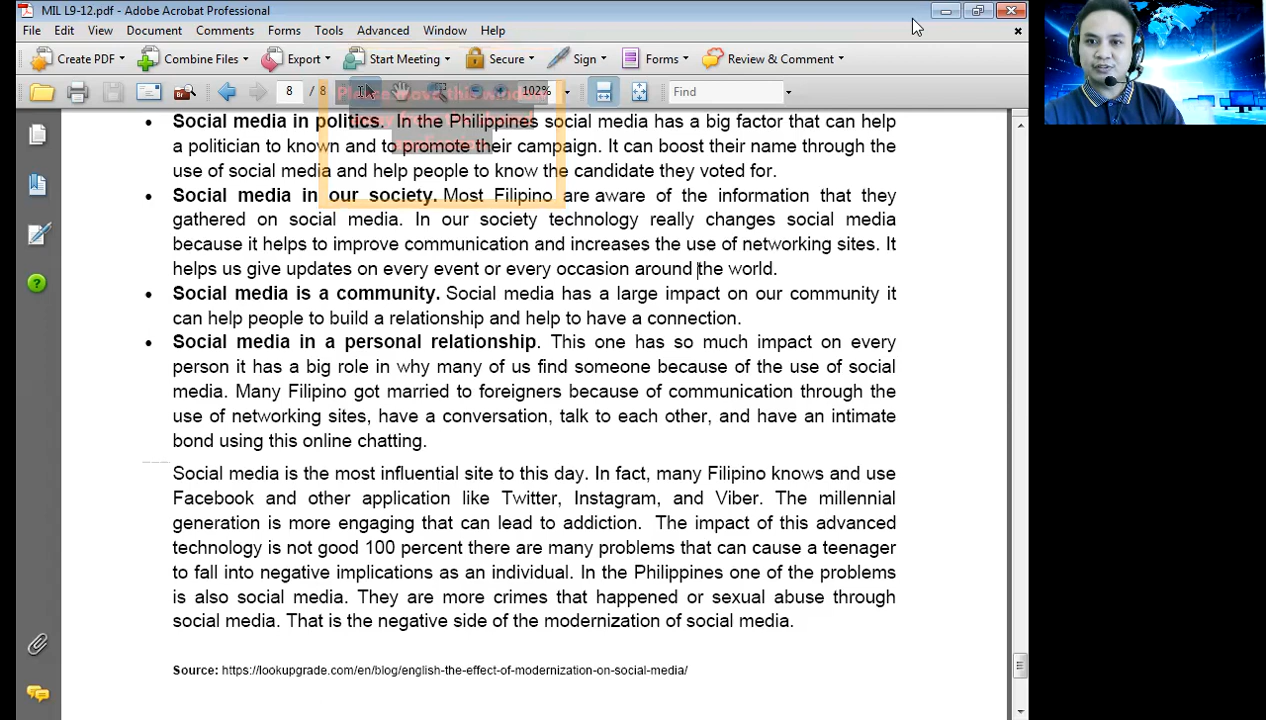 MIL L9-12.pdf - Adobe Acrobat Professional
File Edit View Document Comments Forms Tools Advanced Window Help
Create PDF Combine Files Export Start Meeting Secure Sign Forms Review & Comment
8 / 8 102% Find
Social media in politics. In the Philippines social media has a big factor that can help
a politician to known and to promote their campaign. It can boost their name through the
use of social media and help people to know the candidate they voted for.
Social media in our society. Most Filipino are aware of the information that they
gathered on social media. In our society technology really changes social media
because it helps to improve communication and increases the use of networking sites. It
helps us give updates on every event or every occasion around the world.
Social media is a community. Social media has a large impact on our community it
can help people to build a relationship and help to have a connection.
Social media in a personal relationship. This one has so much impact on every
person it has a big role in why many of us find someone because of the use of social
media. Many Filipino got married to foreigners because of communication through the
use of networking sites, have a conversation, talk to each other, and have an intimate
bond using this online chatting.
Social media is the most influential site to this day. In fact, many Filipino knows and use
Facebook and other application like Twitter, Instagram, and Viber. The millennial
generation is more engaging that can lead to addiction. The impact of this advanced
technology is not good 100 percent there are many problems that can cause a teenager
to fall into negative implications as an individual. In the Philippines one of the problems
is also social media. They are more crimes that happened or sexual abuse through
social media. That is the negative side of the modernization of social media.
Source: https://lookupgrade.com/en/blog/english-the-effect-of-modernization-on-social-media/